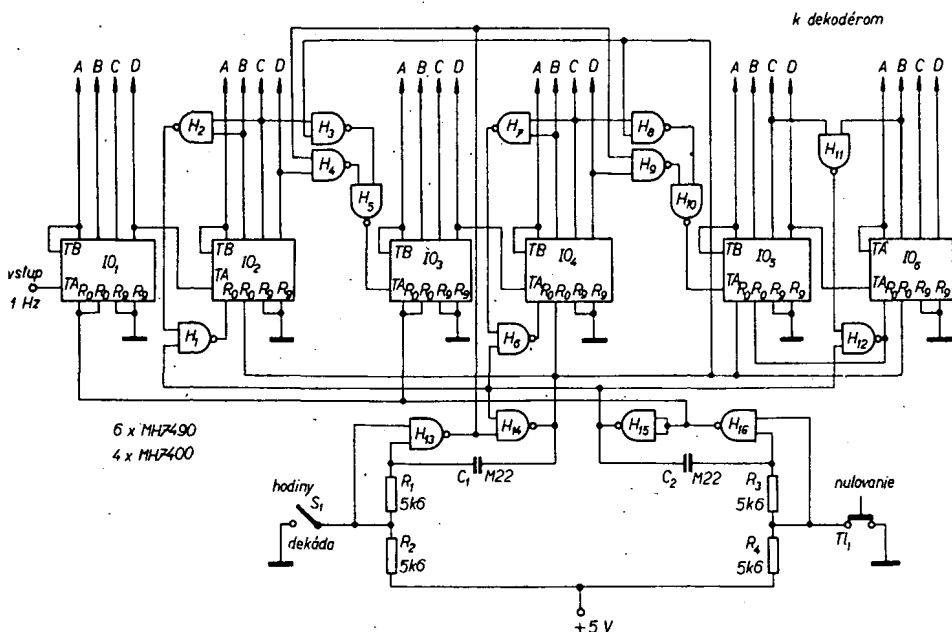 k dekodérom
A B C D
A B C D
A B C D
A B C D
A B C D
A B C D
H2
H3
H4
H5
H7
H8
H9
H10
H11
TB
IO1
TA R0 R0 R9 R9
TB
IO2
TA
R0 R0 R9 R9
TB
IO3
TA R0 R0 R9 R9
TB
IO4
TA
R0 R0 R9 R9
TB
IO5
TA R0 R0 R9 R9
TA
IO6
TA R0 R0 R9 R9
vstup
1 Hz
H1
H6
H12
6 x MH7490
4 x MH7400
H13
H14
H15
H16
C1 M22
C2 M22
hodiny
S1
dekáda
R1
5k6
R2
5k6
R3
5k6
R4
5k6
nulovanie
Tl1
+5 V